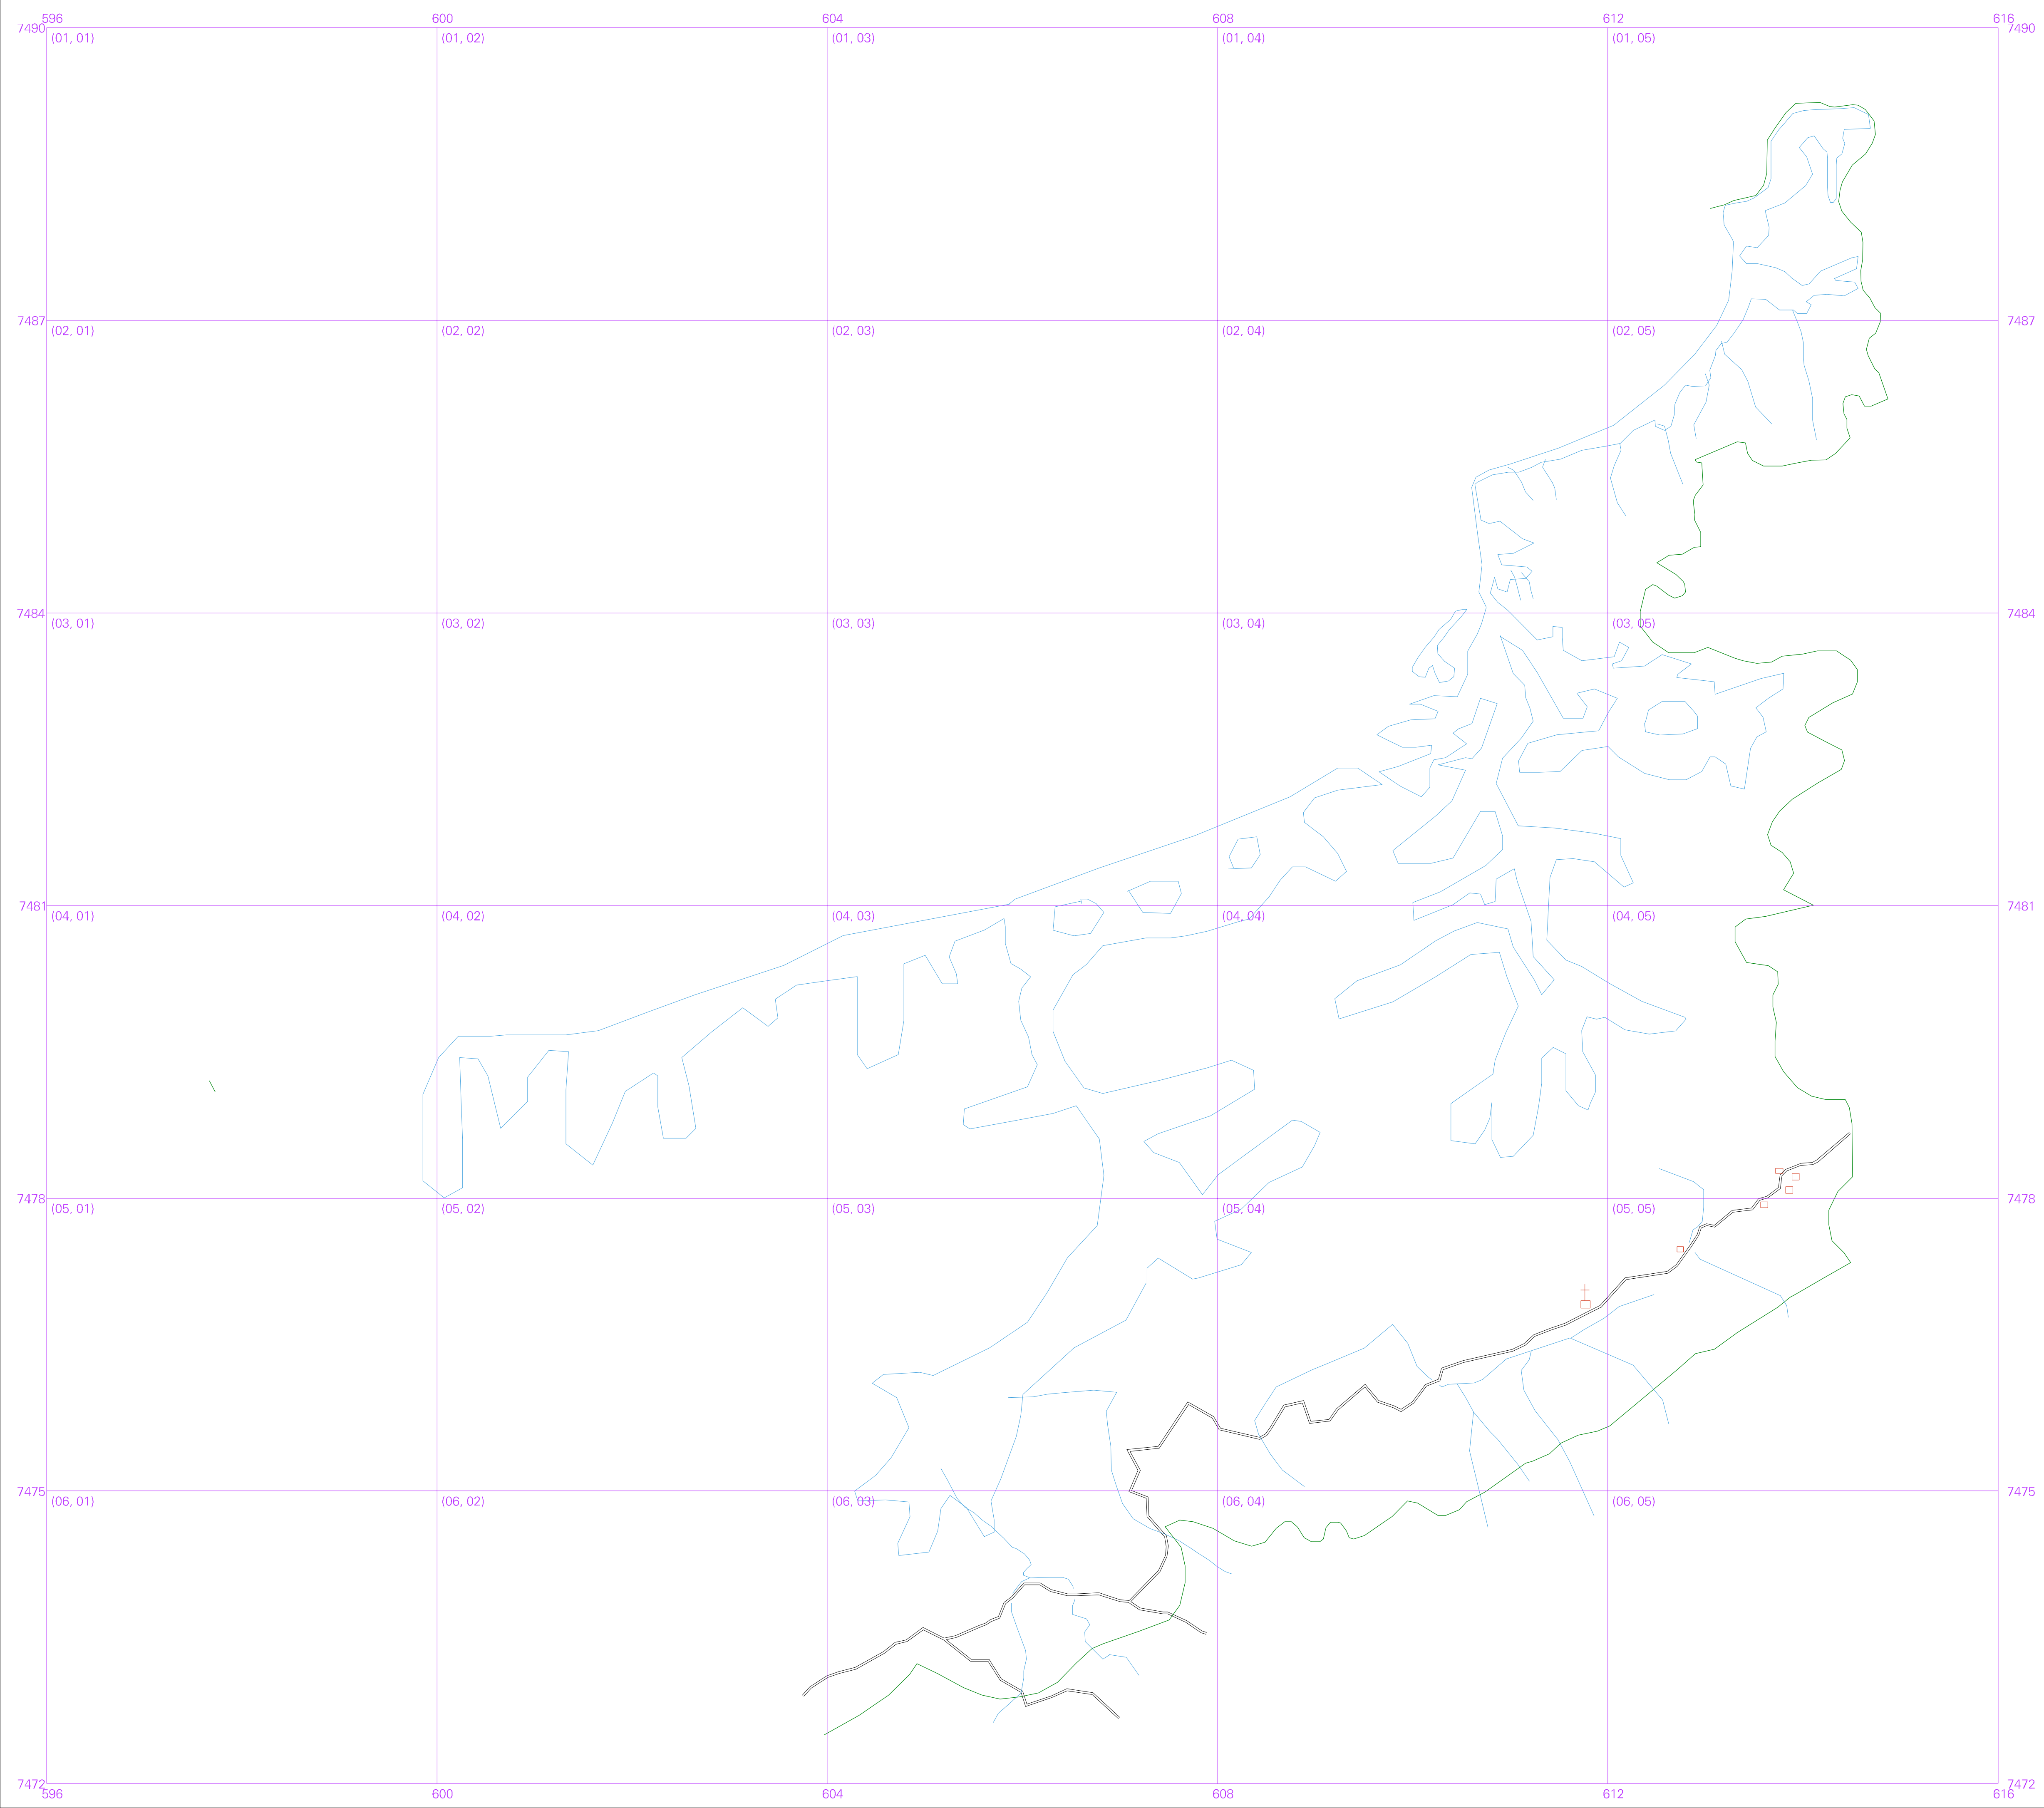 596 600 604 608 612 616
7490 7490
(01, 01) (01, 02) (01, 03) (01, 04) (01, 05)
7487 7487
(02, 01) (02, 02) (02, 03) (02, 04) (02, 05)
7484 7484
(03, 01) (03, 02) (03, 03) (03, 04) (03, 05)
7481 7481
(04, 01) (04, 02) (04, 03) (04, 04) (04, 05)
7478 7478
(05, 01) (05, 02) (05, 03) (05, 04) (05, 05)
7475 7475
(06, 01) (06, 02) (06, 03) (06, 04) (06, 05)
7472 7472
596 600 604 608 612 616